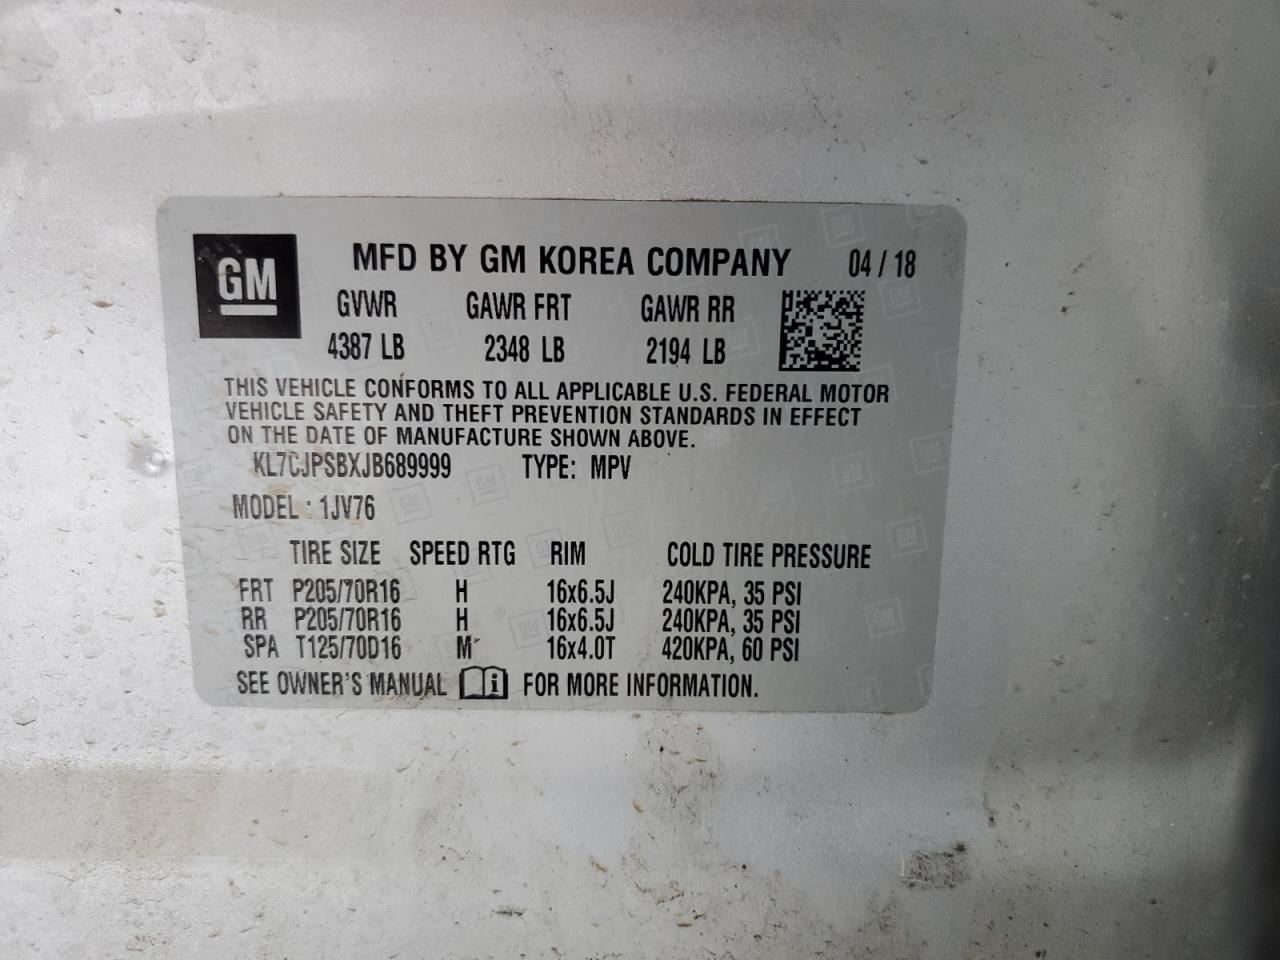 GM
MFD BY GM KOREA COMPANY 04 / 18
GVWR GAWR FRT GAWR RR
4387 LB 2348 LB 2194 LB
THIS VEHICLE CONFORMS TO ALL APPLICABLE U.S. FEDERAL MOTOR
VEHICLE SAFETY AND THEFT PREVENTION STANDARDS IN EFFECT
ON THE DATE OF MANUFACTURE SHOWN ABOVE.
KL7CJPSBXJB689999 TYPE: MPV
MODEL : 1JV76
TIRE SIZE SPEED RTG RIM COLD TIRE PRESSURE
FRT P205/70R16 H 16x6.5J 240KPA, 35 PSI
RR P205/70R16 H 16x6.5J 240KPA, 35 PSI
SPA T125/70D16 M 16x4.0T 420KPA, 60 PSI
SEE OWNER'S MANUAL i FOR MORE INFORMATION.